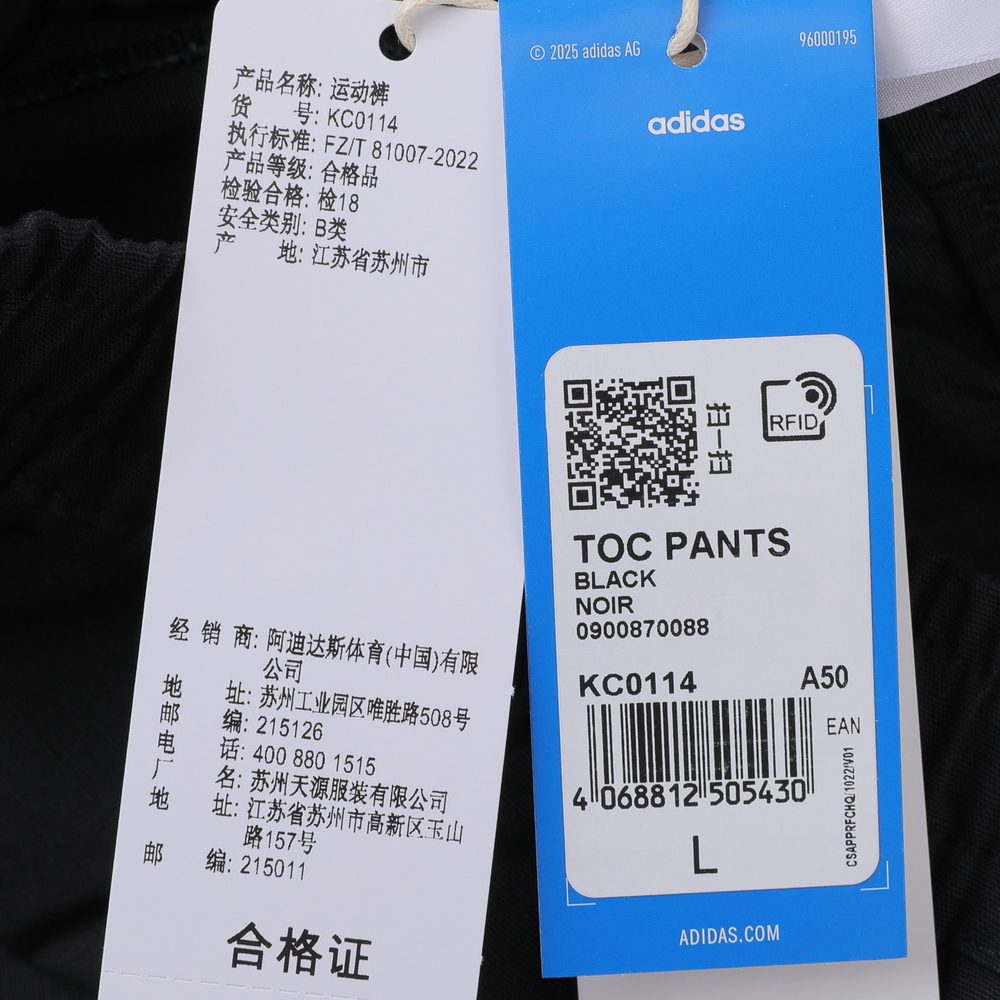 产品名称: 运动裤
货 号: KC0114
执行标准: FZ/T 81007-2022
产品等级: 合格品
检验合格: 检18
安全类别: B类
产 地: 江苏省苏州市
经 销 商: 阿迪达斯体育(中国)有限
公司
地 址: 苏州工业园区唯胜路508号
邮 编: 215126
电 话: 400 880 1515
厂 名: 苏州天源服装有限公司
地 址: 江苏省苏州市高新区玉山
路157号
邮 编: 215011
合格证
© 2025 adidas AG
96000195
adidas
扫一扫
RFID
TOC PANTS
BLACK
NOIR
0900870088
KC0114 A50
EAN
4 068812 505430
CSAPPRFCHQ/1022/V01
L
ADIDAS.COM